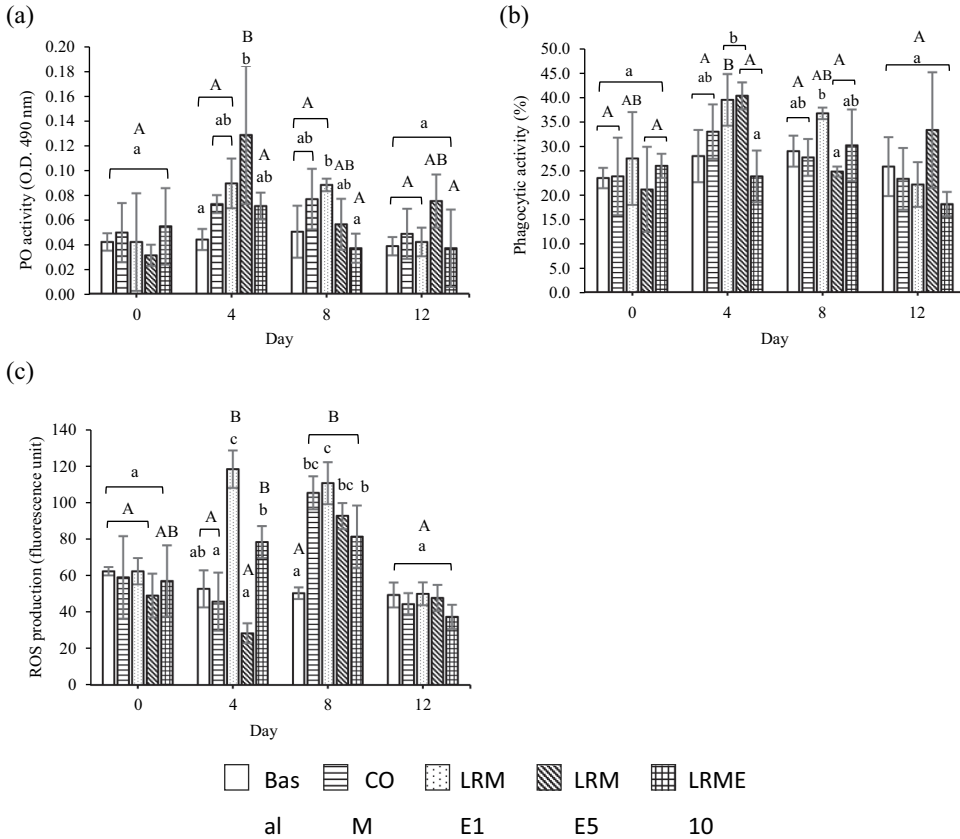 (a)
PO activity (O.D. 490 nm)
0.20
0.18
0.16
0.14
0.12
0.10
0.08
0.06
0.04
0.02
0.00
A
a
A
a
ab
B
b
A
ab
A
ab
b
AB
ab
A
a
a
A
AB
A
0 4 8 12
Day
(b)
Phagocytic activity (%)
50.0
45.0
40.0
35.0
30.0
25.0
20.0
15.0
10.0
5.0
0.0
a
A
AB
A
A
ab
b
B
A
a
A
ab
AB
b
A
a
ab
A
a
0 4 8 12
Day
(c)
ROS production (fluorescence unit)
140
120
100
80
60
40
20
0
a
A
AB
A
ab
a
B
c
A
a
B
b
A
a
B
bc
c
bc
b
A
a
0 4 8 12
Day
Bas CO LRM LRM LRME
al M E1 E5 10